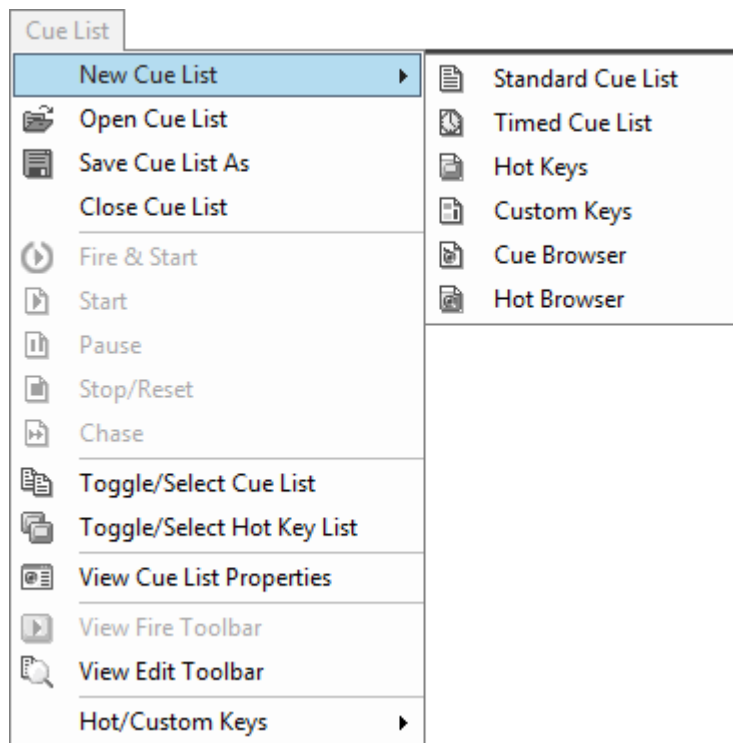 Cue List
New Cue List
Open Cue List
Save Cue List As
Close Cue List
Fire & Start
Start
Pause
Stop/Reset
Chase
Toggle/Select Cue List
Toggle/Select Hot Key List
View Cue List Properties
View Fire Toolbar
View Edit Toolbar
Hot/Custom Keys
Standard Cue List
Timed Cue List
Hot Keys
Custom Keys
Cue Browser
Hot Browser